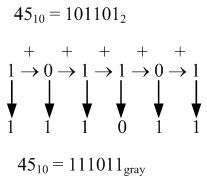 45₁₀ = 101101₂
+ + + + +
1 → 0 → 1 → 1 → 0 → 1
1 1 1 0 1 1
45₁₀ = 111011gray